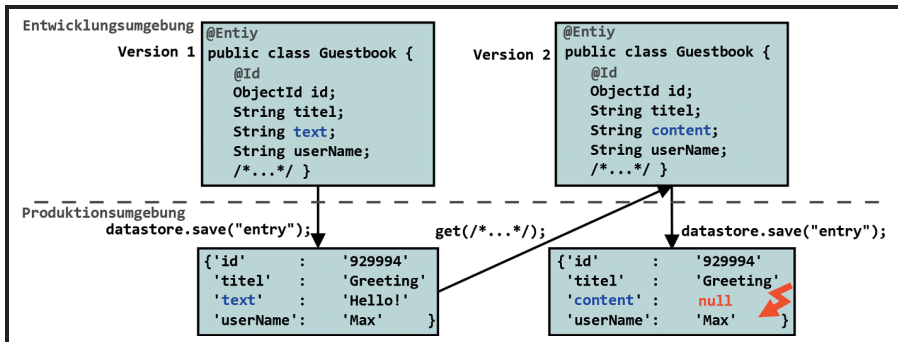 Entwicklungsumgebung
Version 1
@Entiy
public class Guestbook {
@Id
ObjectId id;
String titel;
String text;
String userName;
/*...*/ }
Version 2
@Entiy
public class Guestbook {
@Id
ObjectId id;
String titel;
String content;
String userName;
/*...*/ }
Produktionsumgebung
datastore.save("entry");
get(/*...*/);
datastore.save("entry");
{'id' : '929994'
'titel' : 'Greeting'
'text' : 'Hello!'
'userName': 'Max' }
{'id' : '929994'
'titel' : 'Greeting'
'content' : null
'userName': 'Max' }